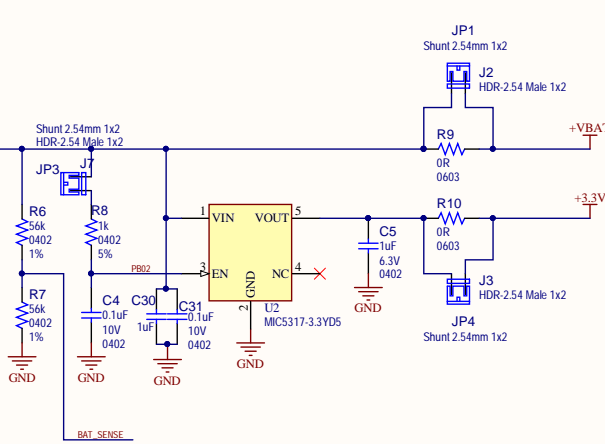 JP1
Shunt 2.54mm 1x2
J2
HDR-2.54 Male 1x2
Shunt 2.54mm 1x2
HDR-2.54 Male 1x2
R9
+VBAT
0R
0603
JP3
J7
R6
56k
0402
1%
R8
1k
0402
5%
1
VIN
VOUT
5
R10
0R
0603
+3.3V
C5
1uF
6.3V
0402
PB02
3
EN
NC
4
GND
2
U2
MIC5317-3.3YD5
R7
56k
0402
1%
C4
0.1uF
10V
0402
C30
1uF
C31
0.1uF
10V
0402
J3
HDR-2.54 Male 1x2
JP4
Shunt 2.54mm 1x2
GND
GND
GND
GND
GND
BAT_SENSE